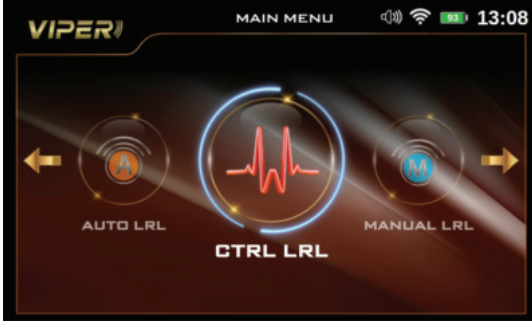 VIPER
MAIN MENU
93
13:08
A
M
AUTO LRL
CTRL LRL
MANUAL LRL